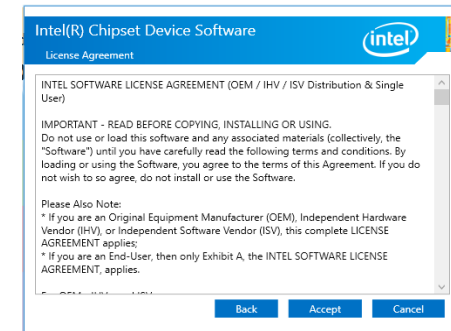 Intel(R) Chipset Device Software
License Agreement
intel
INTEL SOFTWARE LICENSE AGREEMENT (OEM / IHV / ISV Distribution & Single
User)
IMPORTANT - READ BEFORE COPYING, INSTALLING OR USING.
Do not use or load this software and any associated materials (collectively, the
"Software") until you have carefully read the following terms and conditions. By
loading or using the Software, you agree to the terms of this Agreement. If you do
not wish to so agree, do not install or use the Software.
Please Also Note:
* If you are an Original Equipment Manufacturer (OEM), Independent Hardware
Vendor (IHV), or Independent Software Vendor (ISV), this complete LICENSE
AGREEMENT applies;
* If you are an End-User, then only Exhibit A, the INTEL SOFTWARE LICENSE
AGREEMENT, applies.
Back Accept Cancel